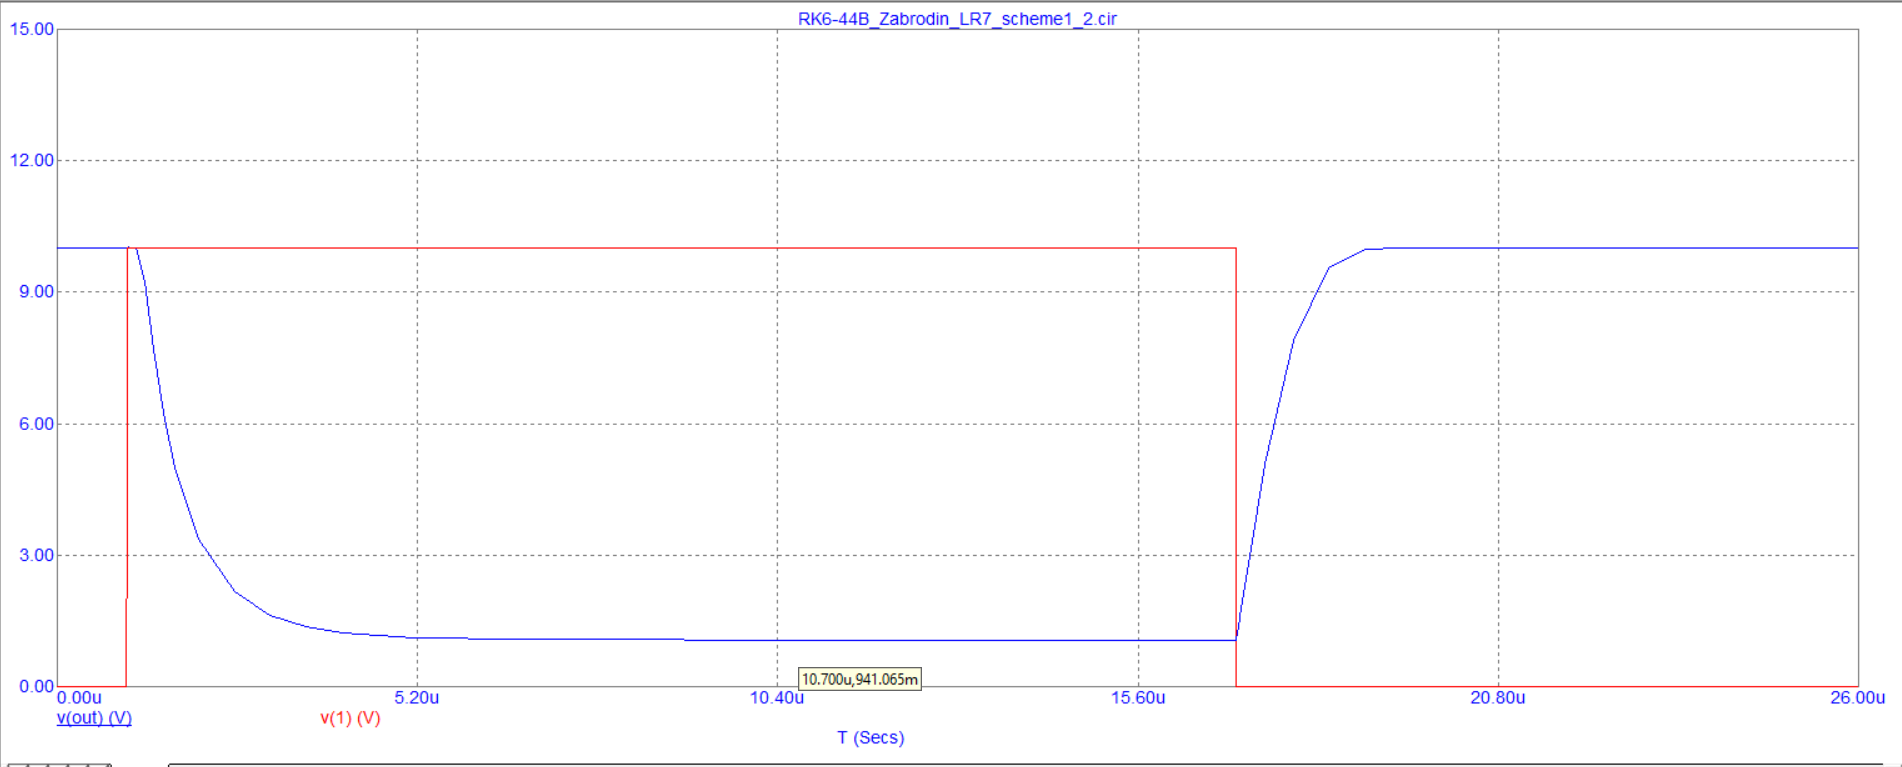 RK6-44B_Zabrodin_LR7_scheme1_2.cir
15.00
12.00
9.00
6.00
3.00
0.00
10.700u,941.065m
0.00u 5.20u 10.40u 15.60u 20.80u 26.00u
v(out) (V) v(1) (V)
T (Secs)